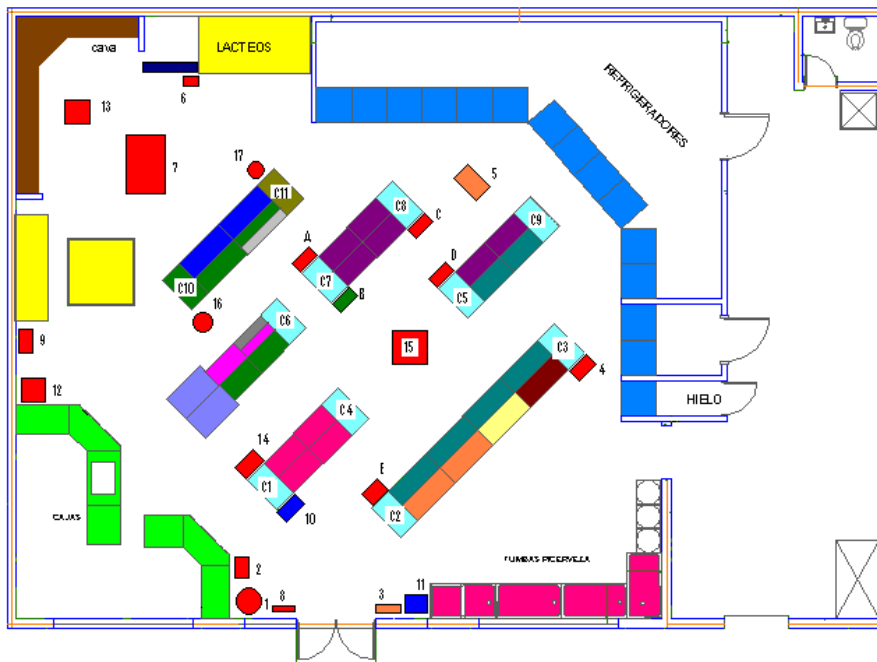 cava
LACTEOS
6
13
REFRIGERADORES
7
17
C11
5
C8
C
C9
A
C7
B
D
C10
C5
16
C6
9
15
C3
4
12
C4
HIELO
14
C1
E
10
C2
CAJAS
TUMBAS P/CERVEZA
2
1
8
3
11